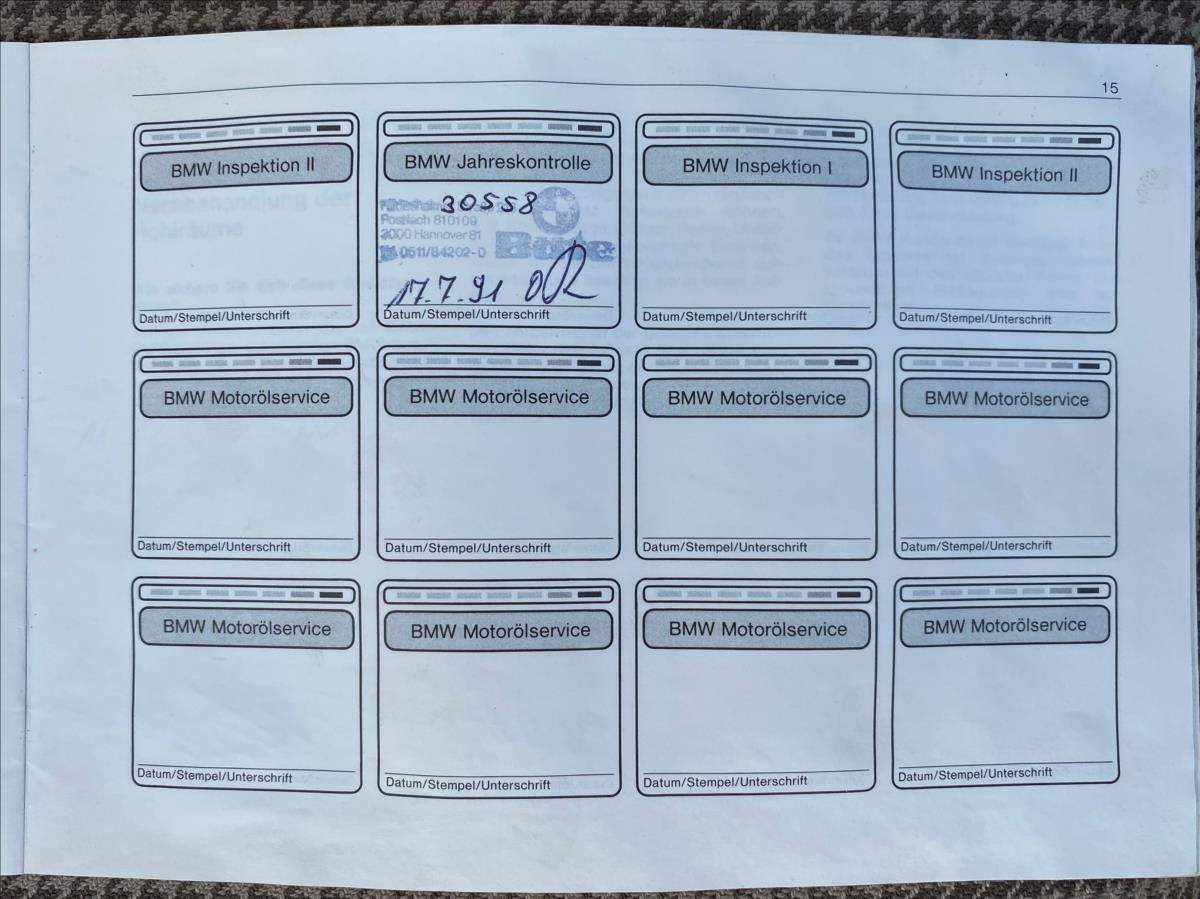 15
BMW Inspektion II
Datum/Stempel/Unterschrift
BMW Jahreskontrolle
30558
Postfach 810109
3000 Hannover 81
0511/84202-0
17.7.91
Datum/Stempel/Unterschrift
BMW Inspektion I
Datum/Stempel/Unterschrift
BMW Inspektion II
Datum/Stempel/Unterschrift
BMW Motorölservice
Datum/Stempel/Unterschrift
BMW Motorölservice
Datum/Stempel/Unterschrift
BMW Motorölservice
Datum/Stempel/Unterschrift
BMW Motorölservice
Datum/Stempel/Unterschrift
BMW Motorölservice
Datum/Stempel/Unterschrift
BMW Motorölservice
Datum/Stempel/Unterschrift
BMW Motorölservice
Datum/Stempel/Unterschrift
BMW Motorölservice
Datum/Stempel/Unterschrift